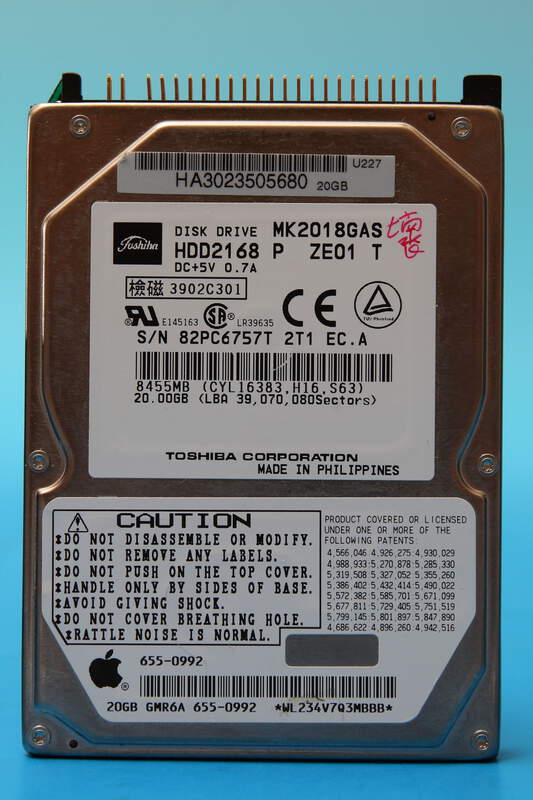 U227
HA3023505680 20GB
Toshiba
DISK DRIVE MK2018GAS
HDD2168 P ZE01 T
DC+5V 0.7A
檢磁 3902C301
E145163 LR39635
CE
S/N 82PC6757T 2T1 EC.A
8455MB (CYL16383,H16,S63)
20.00GB (LBA 39,070,080Sectors)
TOSHIBA CORPORATION
MADE IN PHILIPPINES
CAUTION
*DO NOT DISASSEMBLE OR MODIFY.
*DO NOT REMOVE ANY LABELS.
*DO NOT PUSH ON THE TOP COVER.
*HANDLE ONLY BY SIDES OF BASE.
*AVOID GIVING SHOCK.
*DO NOT COVER BREATHING HOLE.
*RATTLE NOISE IS NORMAL.
PRODUCT COVERED OR LICENSED
UNDER ONE OR MORE OF THE
FOLLOWING PATENTS:
4,566,046 4,926,275 4,930,029
4,988,933 5,270,878 5,285,330
5,319,508 5,327,052 5,355,260
5,386,402 5,432,414 5,490,022
5,572,382 5,585,701 5,671,099
5,677,811 5,729,405 5,751,519
5,799,145 5,801,897 5,847,890
4,686,622 4,896,260 4,942,516
655-0992
20GB GMR6A 655-0992 *WL234V7Q3MBBB*